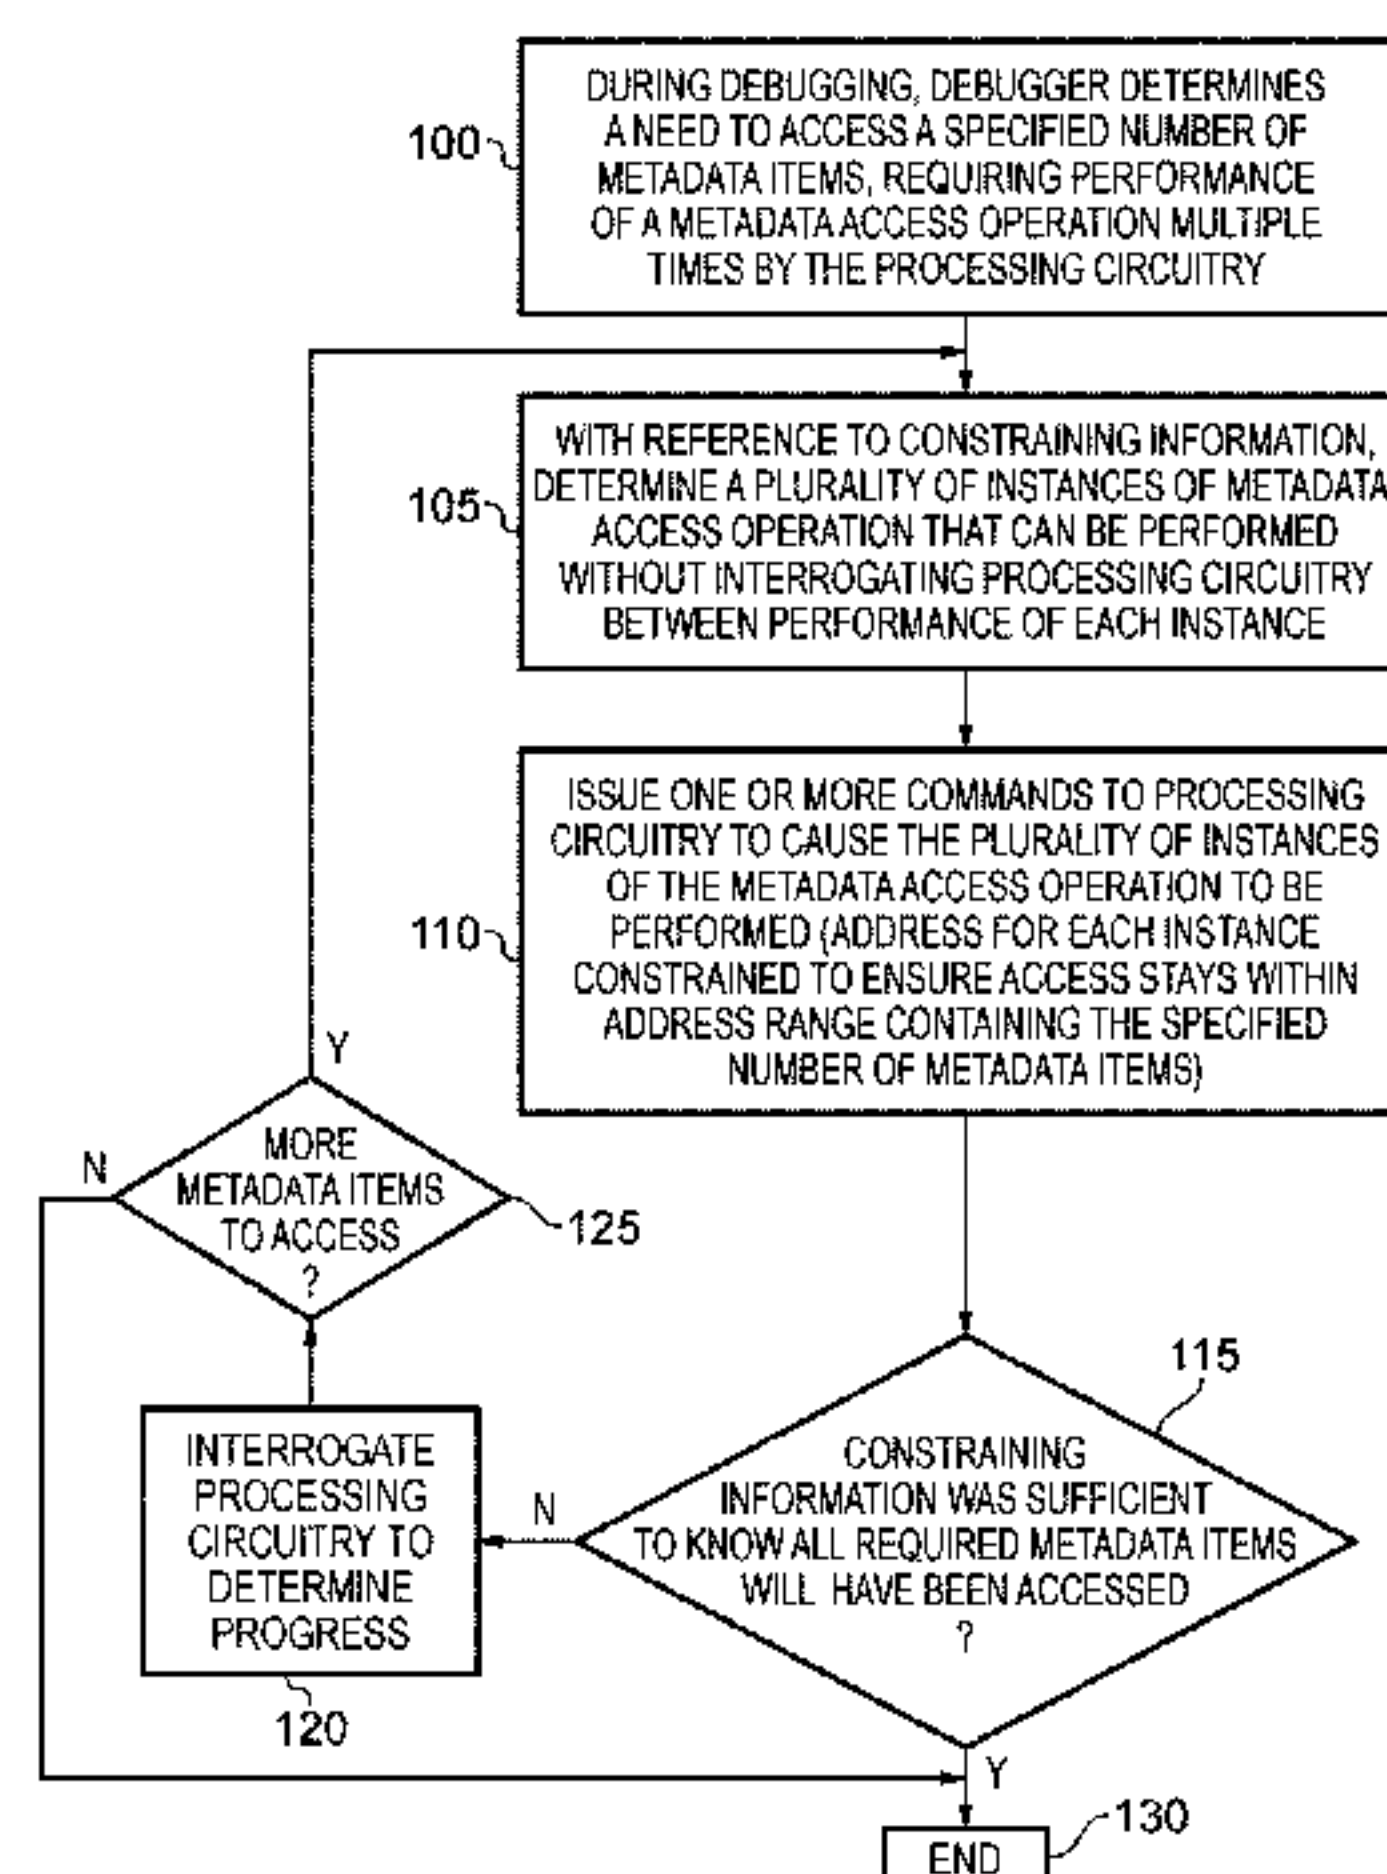 DURING DEBUGGING, DEBUGGER DETERMINES
A NEED TO ACCESS A SPECIFIED NUMBER OF
METADATA ITEMS, REQUIRING PERFORMANCE
OF A METADATA ACCESS OPERATION MULTIPLE
TIMES BY THE PROCESSING CIRCUITRY
100
WITH REFERENCE TO CONSTRAINING INFORMATION,
DETERMINE A PLURALITY OF INSTANCES OF METADATA
ACCESS OPERATION THAT CAN BE PERFORMED
WITHOUT INTERROGATING PROCESSING CIRCUITRY
BETWEEN PERFORMANCE OF EACH INSTANCE
105
ISSUE ONE OR MORE COMMANDS TO PROCESSING
CIRCUITRY TO CAUSE THE PLURALITY OF INSTANCES
OF THE METADATA ACCESS OPERATION TO BE
PERFORMED (ADDRESS FOR EACH INSTANCE
CONSTRAINED TO ENSURE ACCESS STAYS WITHIN
ADDRESS RANGE CONTAINING THE SPECIFIED
NUMBER OF METADATA ITEMS)
110
Y
N
MORE
METADATA ITEMS
TO ACCESS
?
125
115
CONSTRAINING
INFORMATION WAS SUFFICIENT
TO KNOW ALL REQUIRED METADATA ITEMS
WILL HAVE BEEN ACCESSED
?
N
INTERROGATE
PROCESSING
CIRCUITRY TO
DETERMINE
PROGRESS
120
Y
130
END